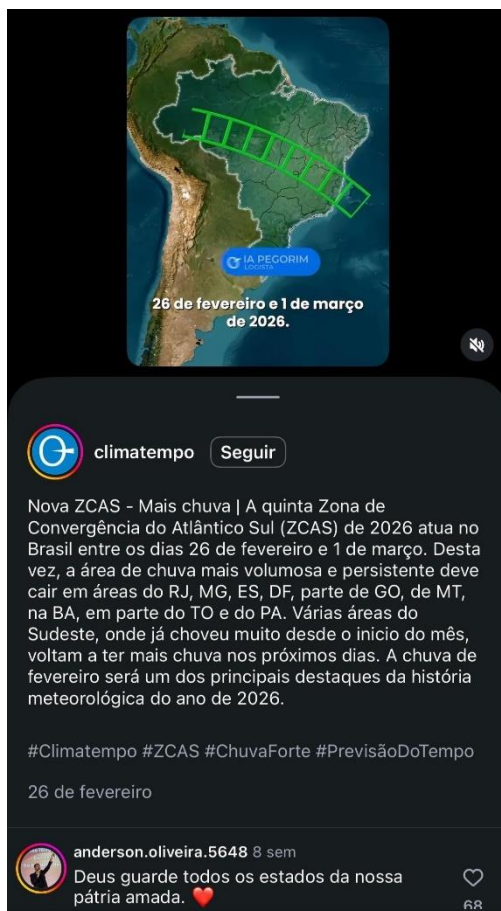 IA PEGORIM
LOGISTA
26 de fevereiro e 1 de março
de 2026.
climatempo
Seguir
Nova ZCAS - Mais chuva | A quinta Zona de
Convergência do Atlântico Sul (ZCAS) de 2026 atua no
Brasil entre os dias 26 de fevereiro e 1 de março. Desta
vez, a área de chuva mais volumosa e persistente deve
cair em áreas do RJ, MG, ES, DF, parte de GO, de MT,
na BA, em parte do TO e do PA. Várias áreas do
Sudeste, onde já choveu muito desde o inicio do mês,
voltam a ter mais chuva nos próximos dias. A chuva de
fevereiro será um dos principais destaques da história
meteorológica do ano de 2026.
#Climatempo #ZCAS #ChuvaForte #PrevisãoDoTempo
26 de fevereiro
anderson.oliveira.5648 8 sem
Deus guarde todos os estados da nossa
pátria amada. ❤️
68